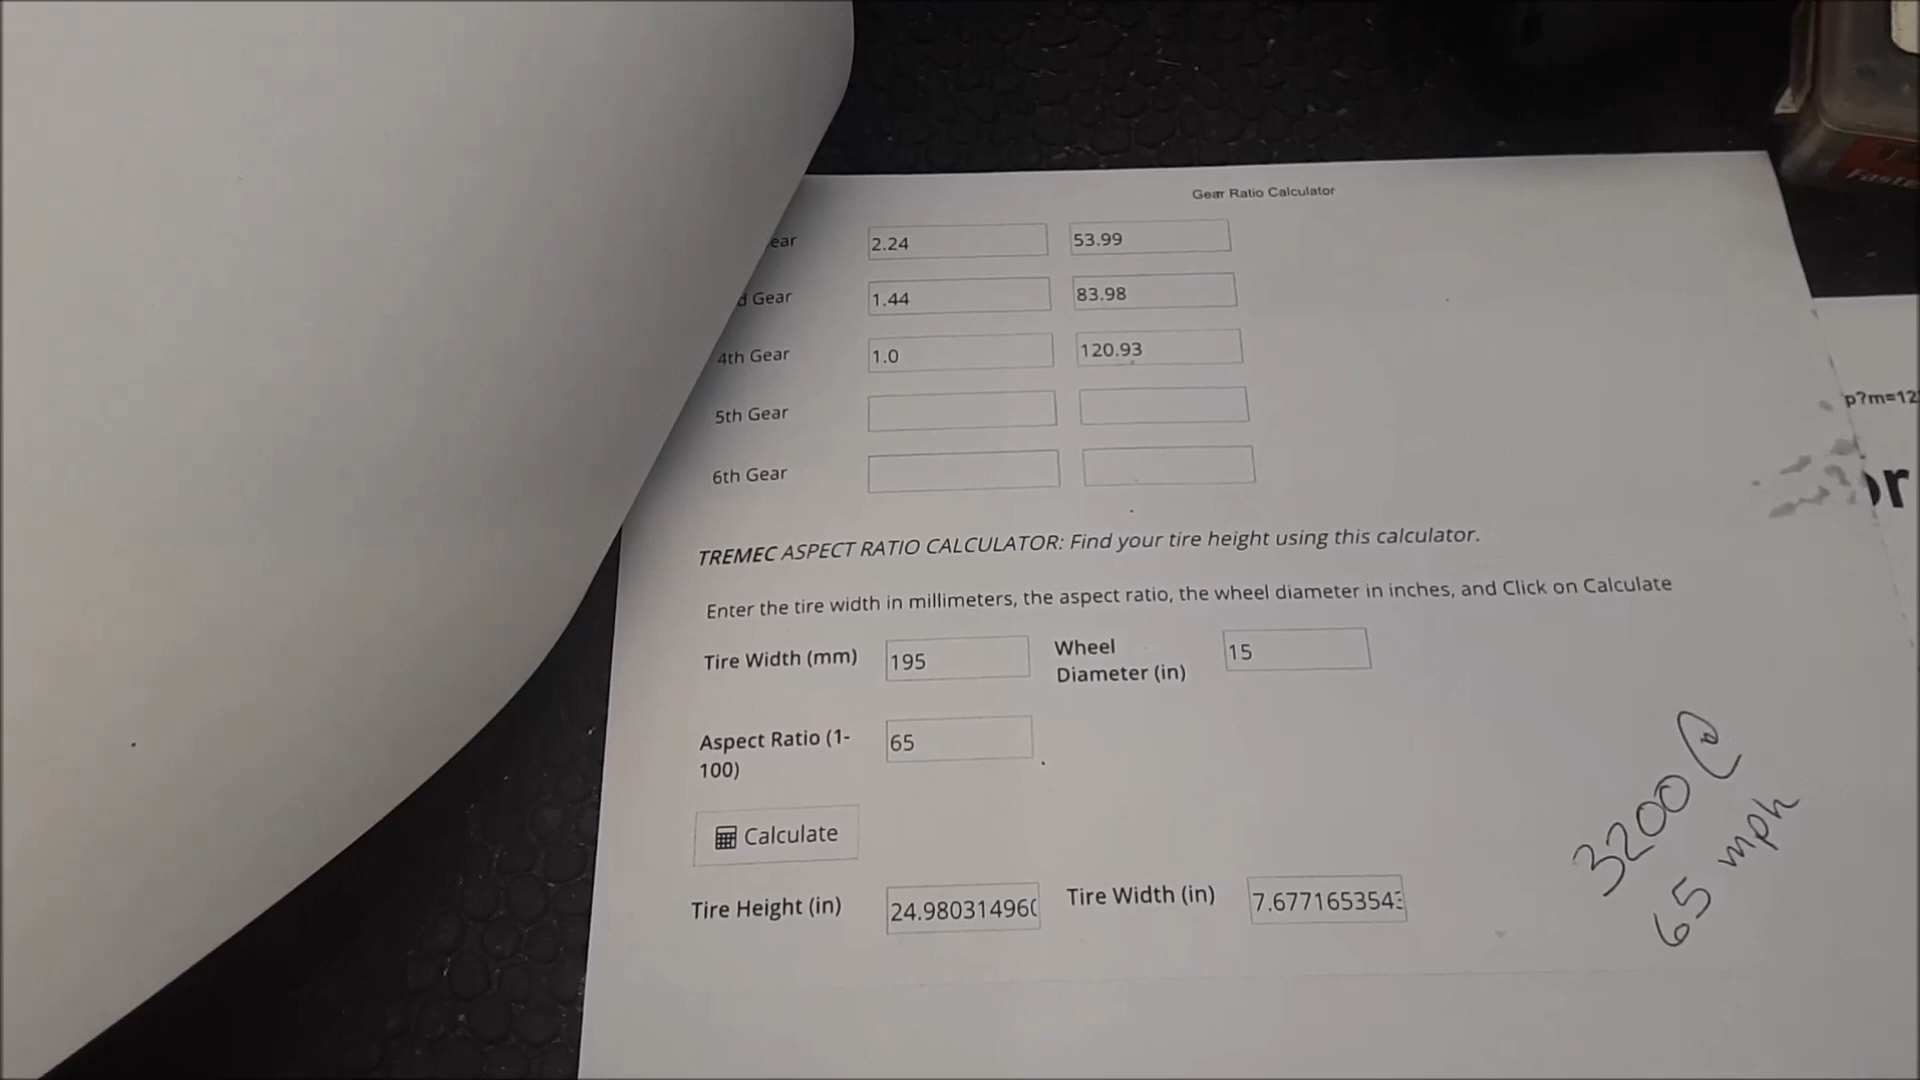 Gear Ratio Calculator
ear 2.24 53.99
d Gear 1.44 83.98
4th Gear 1.0 120.93
5th Gear
6th Gear
TREMEC ASPECT RATIO CALCULATOR: Find your tire height using this calculator.
Enter the tire width in millimeters, the aspect ratio, the wheel diameter in inches, and Click on Calculate
Tire Width (mm) 195 Wheel Diameter (in) 15
Aspect Ratio (1-
100) 65
Calculate
Tire Height (in) 24.980314960 Tire Width (in) 7.6771653543
3200 @
65 mph
p?m=12
or
Faste